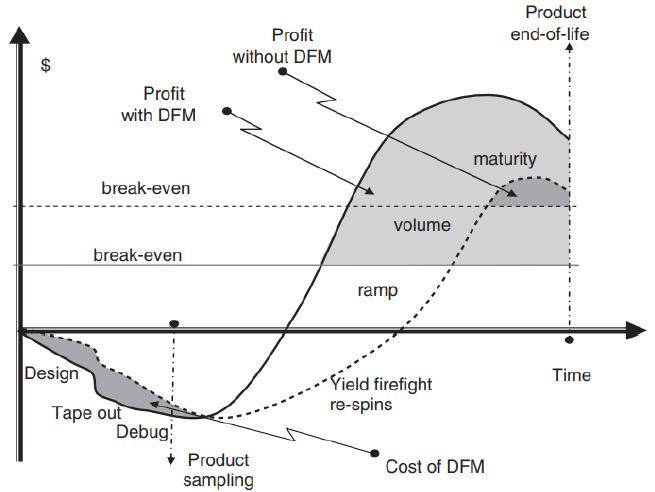 Product
end-of-life
Profit
without DFM
$
Profit
with DFM
maturity
break-even
volume
break-even
ramp
Design
Time
Yield firefight
re-spins
Tape out
Debug
Product
sampling
Cost of DFM